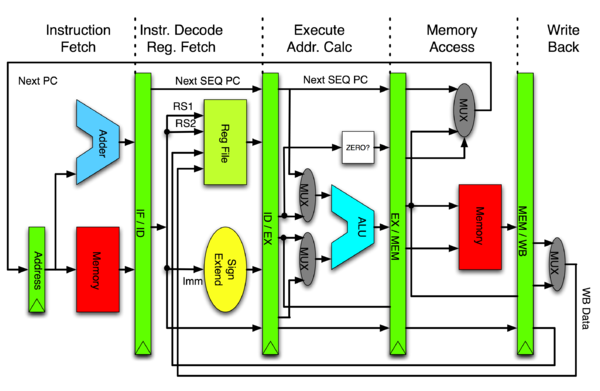 Instruction
Fetch
Instr. Decode
Reg. Fetch
Execute
Addr. Calc
Memory
Access
Write
Back
Next PC
Next SEQ PC
Next SEQ PC
RS1
RS2
Reg File
Adder
ZERO?
MUX
MUX
MUX
ALU
IF / ID
ID / EX
EX / MEM
MEM / WB
Address
Memory
Sign
Extend
Imm
Memory
MUX
WB Data